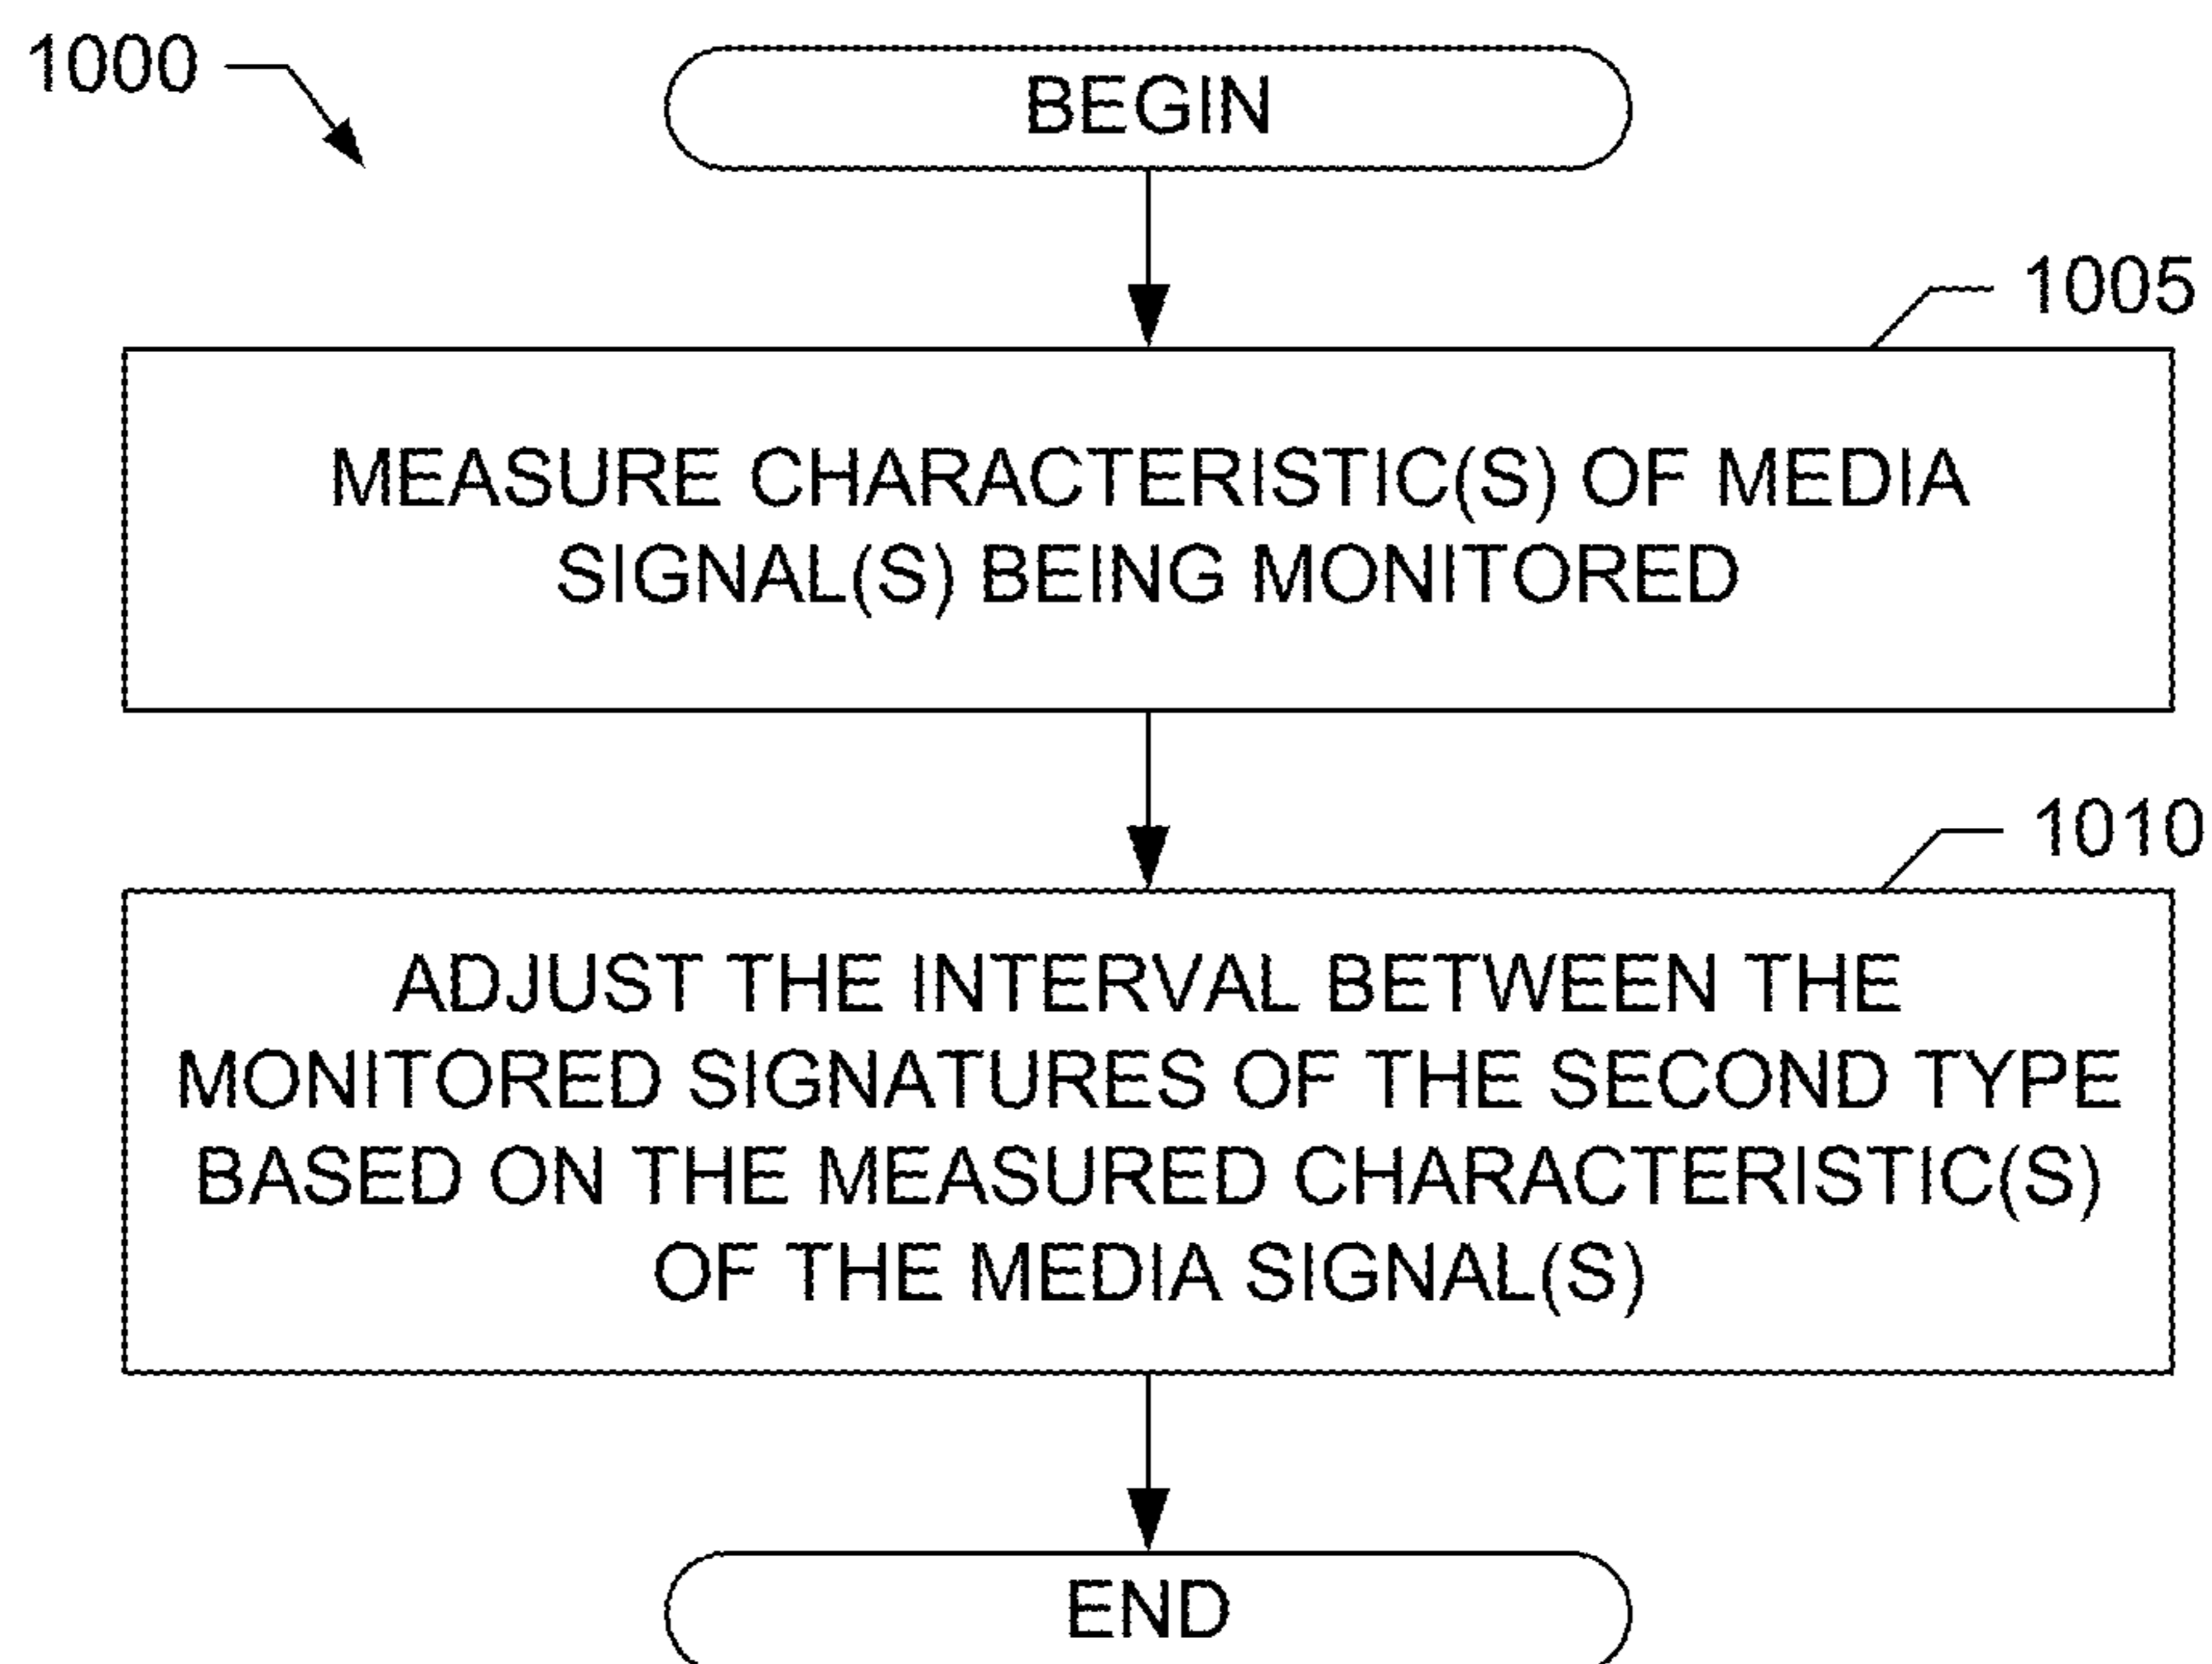 1000
BEGIN
1005
MEASURE CHARACTERISTIC(S) OF MEDIA
SIGNAL(S) BEING MONITORED
1010
ADJUST THE INTERVAL BETWEEN THE
MONITORED SIGNATURES OF THE SECOND TYPE
BASED ON THE MEASURED CHARACTERISTIC(S)
OF THE MEDIA SIGNAL(S)
END